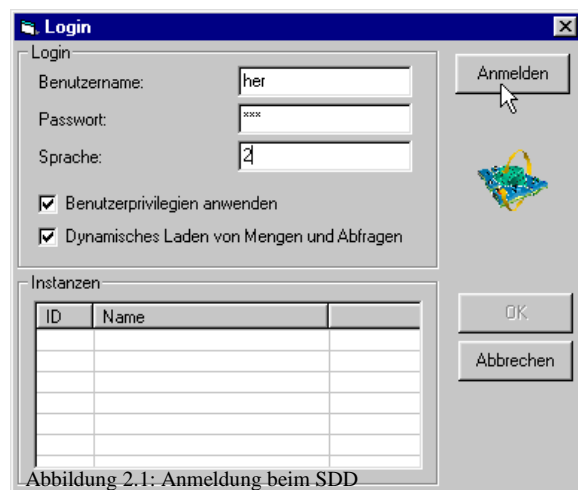 Login
Login
Benutzername: her
Passwort: ***
Sprache: 2
Benutzerprivilegien anwenden
Dynamisches Laden von Mengen und Abfragen
Anmelden
Instanzen
ID Name
OK
Abbrechen
Abbildung 2.1: Anmeldung beim SDD